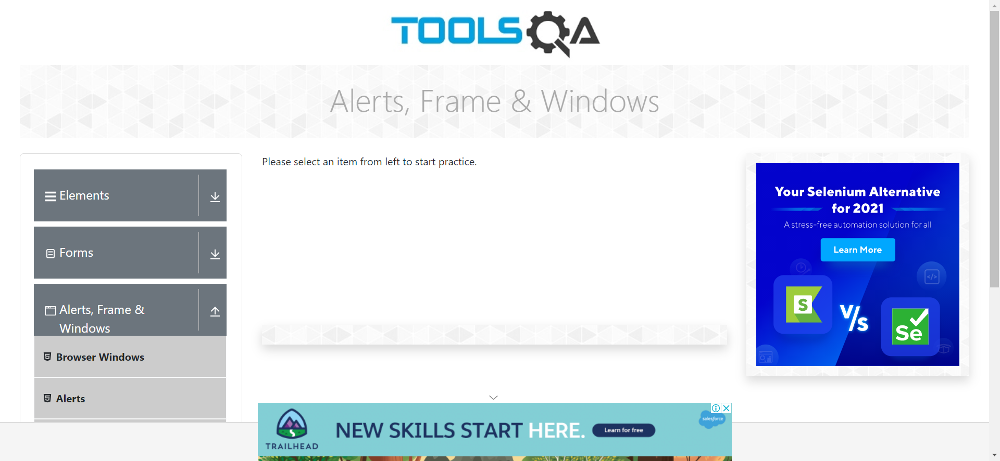 TOOLSQA
Alerts, Frame & Windows
Elements
Forms
Alerts, Frame &
Windows
Browser Windows
Alerts
Please select an item from left to start practice.
Your Selenium Alternative
for 2021
A stress-free automation solution for all
Learn More
S
V/s
Se
TRAILHEAD
NEW SKILLS START HERE.
Learn for free
salesforce